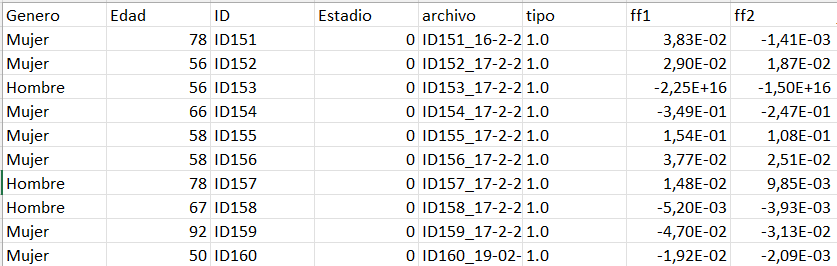 Genero Edad ID Estadio archivo tipo ff1 ff2
Mujer 78 ID151 0 ID151_16-2-2 1.0 3,83E-02 -1,41E-03
Mujer 56 ID152 0 ID152_17-2-2 1.0 2,90E-02 1,87E-02
Hombre 56 ID153 0 ID153_17-2-2 1.0 -2,25E+16 -1,50E+16
Mujer 66 ID154 0 ID154_17-2-2 1.0 -3,49E-01 -2,47E-01
Mujer 58 ID155 0 ID155_17-2-2 1.0 1,54E-01 1,08E-01
Mujer 58 ID156 0 ID156_17-2-2 1.0 3,77E-02 2,51E-02
Hombre 78 ID157 0 ID157_17-2-2 1.0 1,48E-02 9,85E-03
Hombre 67 ID158 0 ID158_17-2-2 1.0 -5,20E-03 -3,93E-03
Mujer 92 ID159 0 ID159_17-2-2 1.0 -4,70E-02 -3,13E-02
Mujer 50 ID160 0 ID160_19-02- 1.0 -1,92E-02 -2,09E-03